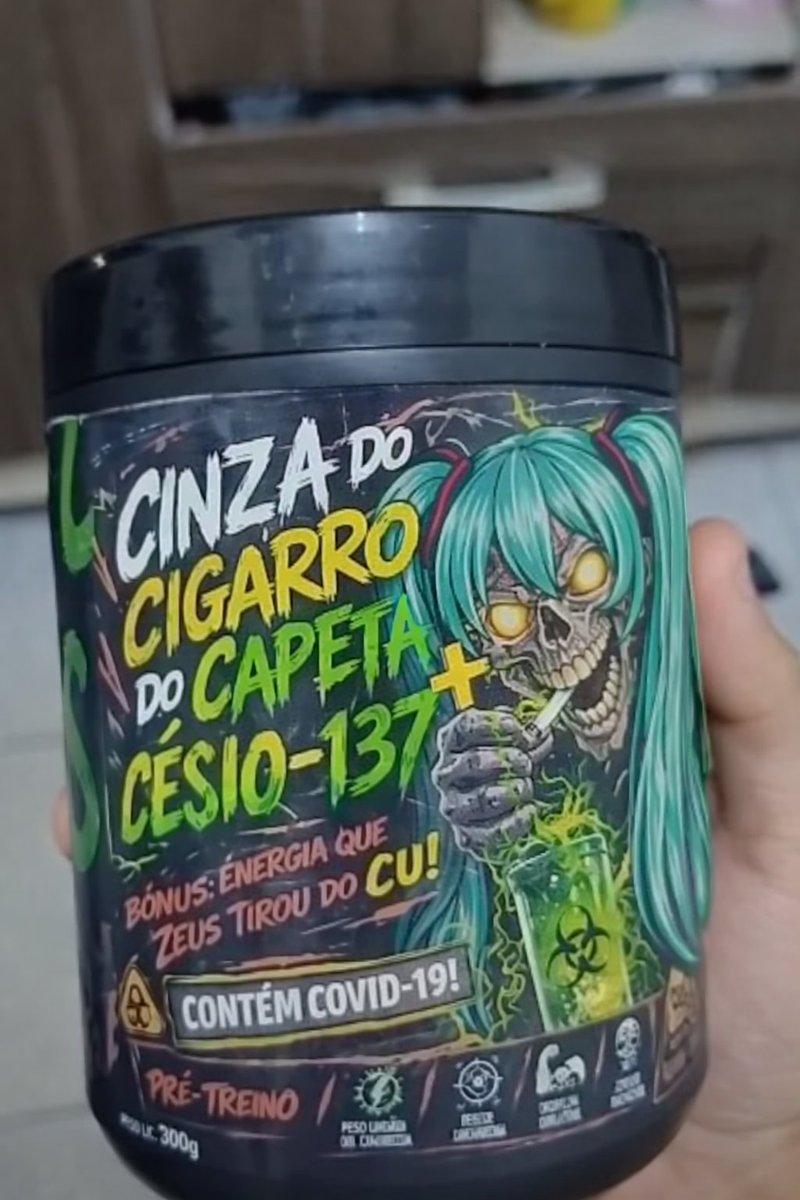 CINZA DO
CIGARRO
DO CAPETA
+
CÉSIO-137
BÓNUS: ENERGIA QUE
ZEUS TIROU DO CU!
CONTÉM COVID-19!
PRÉ-TREINO
300g